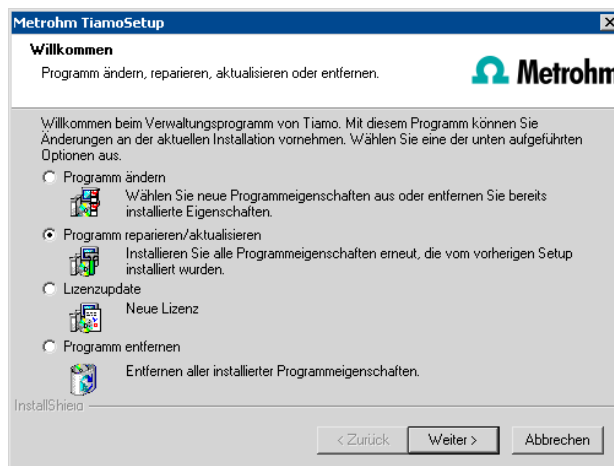 Metrohm TiamoSetup
Willkommen
Programm ändern, reparieren, aktualisieren oder entfernen.
Metrohm
Willkommen beim Verwaltungsprogramm von Tiamo. Mit diesem Programm können Sie
Änderungen an der aktuellen Installation vornehmen. Wählen Sie eine der unten aufgeführten
Optionen aus.
Programm ändern
Wählen Sie neue Programmeigenschaften aus oder entfernen Sie bereits
installierte Eigenschaften.
Programm reparieren/aktualisieren
Installieren Sie alle Programmeigenschaften erneut, die vom vorherigen Setup
installiert wurden.
Lizenzupdate
Neue Lizenz
Programm entfernen
Entfernen aller installierter Programmeigenschaften.
InstallShield
< Zurück
Weiter >
Abbrechen